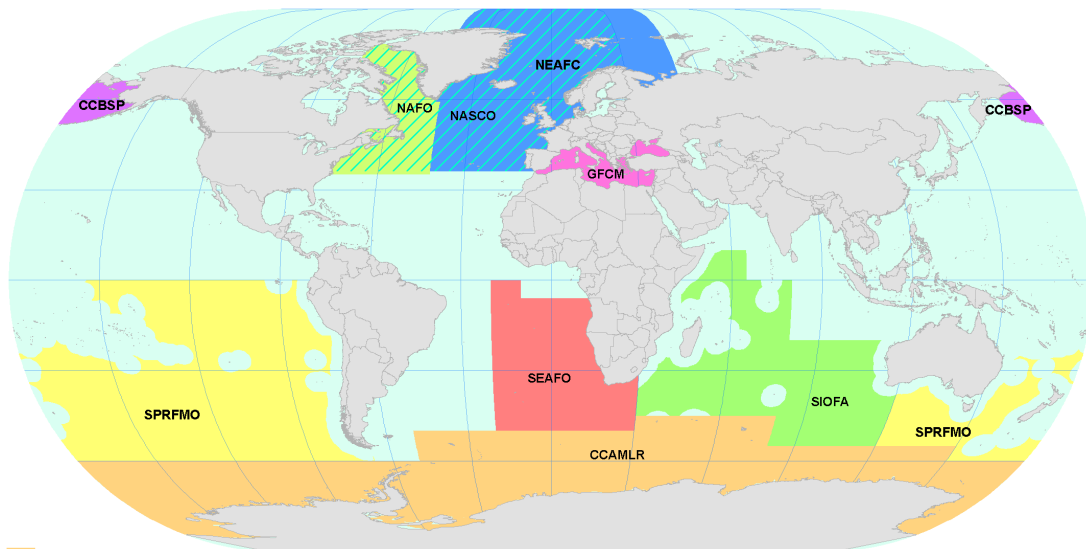 NEAFC
CCBSP
CCBSP
NAFO
NASCO
GFCM
SEAFO
SIOFA
SPRFMO
SPRFMO
CCAMLR